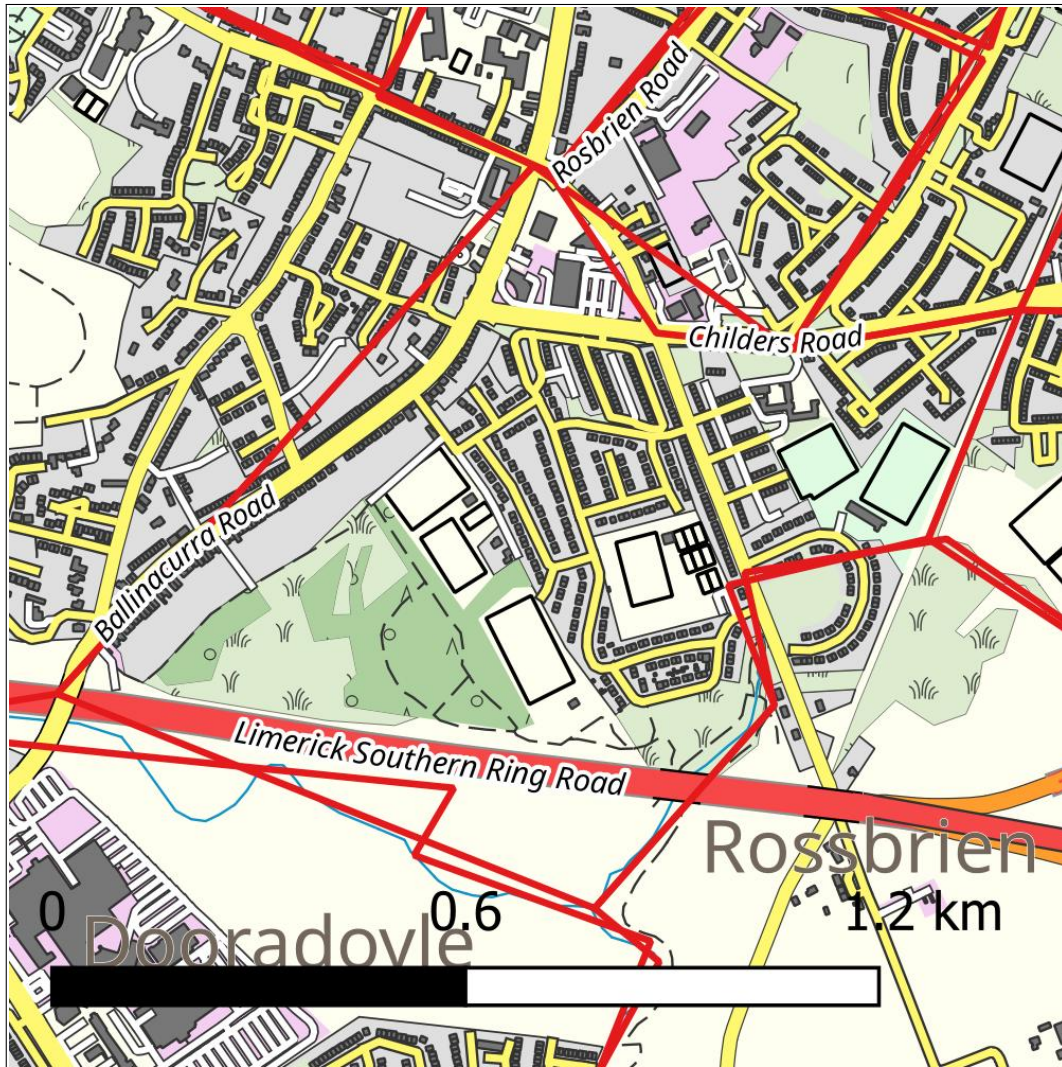 Rosbrien Road
Childers Road
Ballinacurra Road
Limerick Southern Ring Road
Rossbrien
0 0.6 1.2 km
Dooradoyle